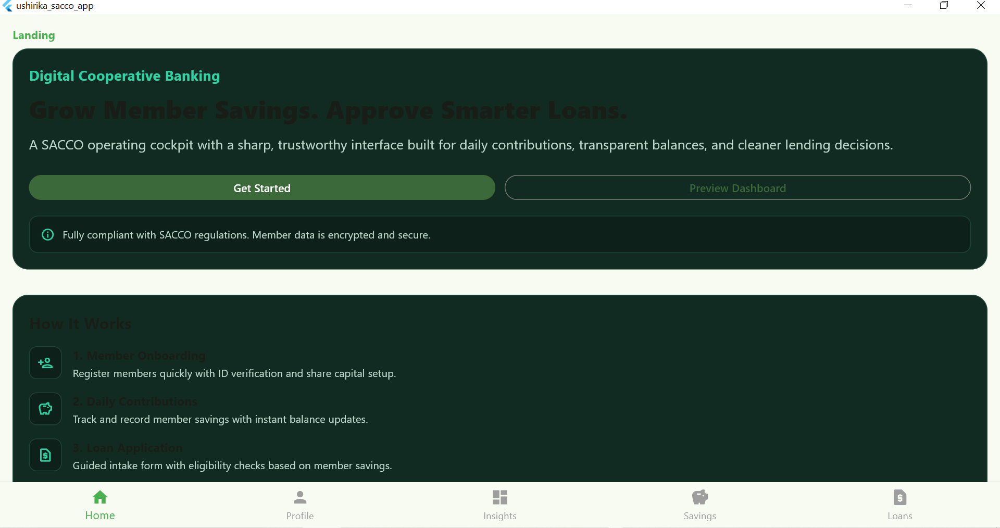 ushirika_sacco_app
Landing
Digital Cooperative Banking
Grow Member Savings. Approve Smarter Loans.
A SACCO operating cockpit with a sharp, trustworthy interface built for daily contributions, transparent balances, and cleaner lending decisions.
Get Started
Preview Dashboard
Fully compliant with SACCO regulations. Member data is encrypted and secure.
How It Works
1. Member Onboarding
Register members quickly with ID verification and share capital setup.
2. Daily Contributions
Track and record member savings with instant balance updates.
3. Loan Application
Guided intake form with eligibility checks based on member savings.
Home
Profile
Insights
Savings
Loans